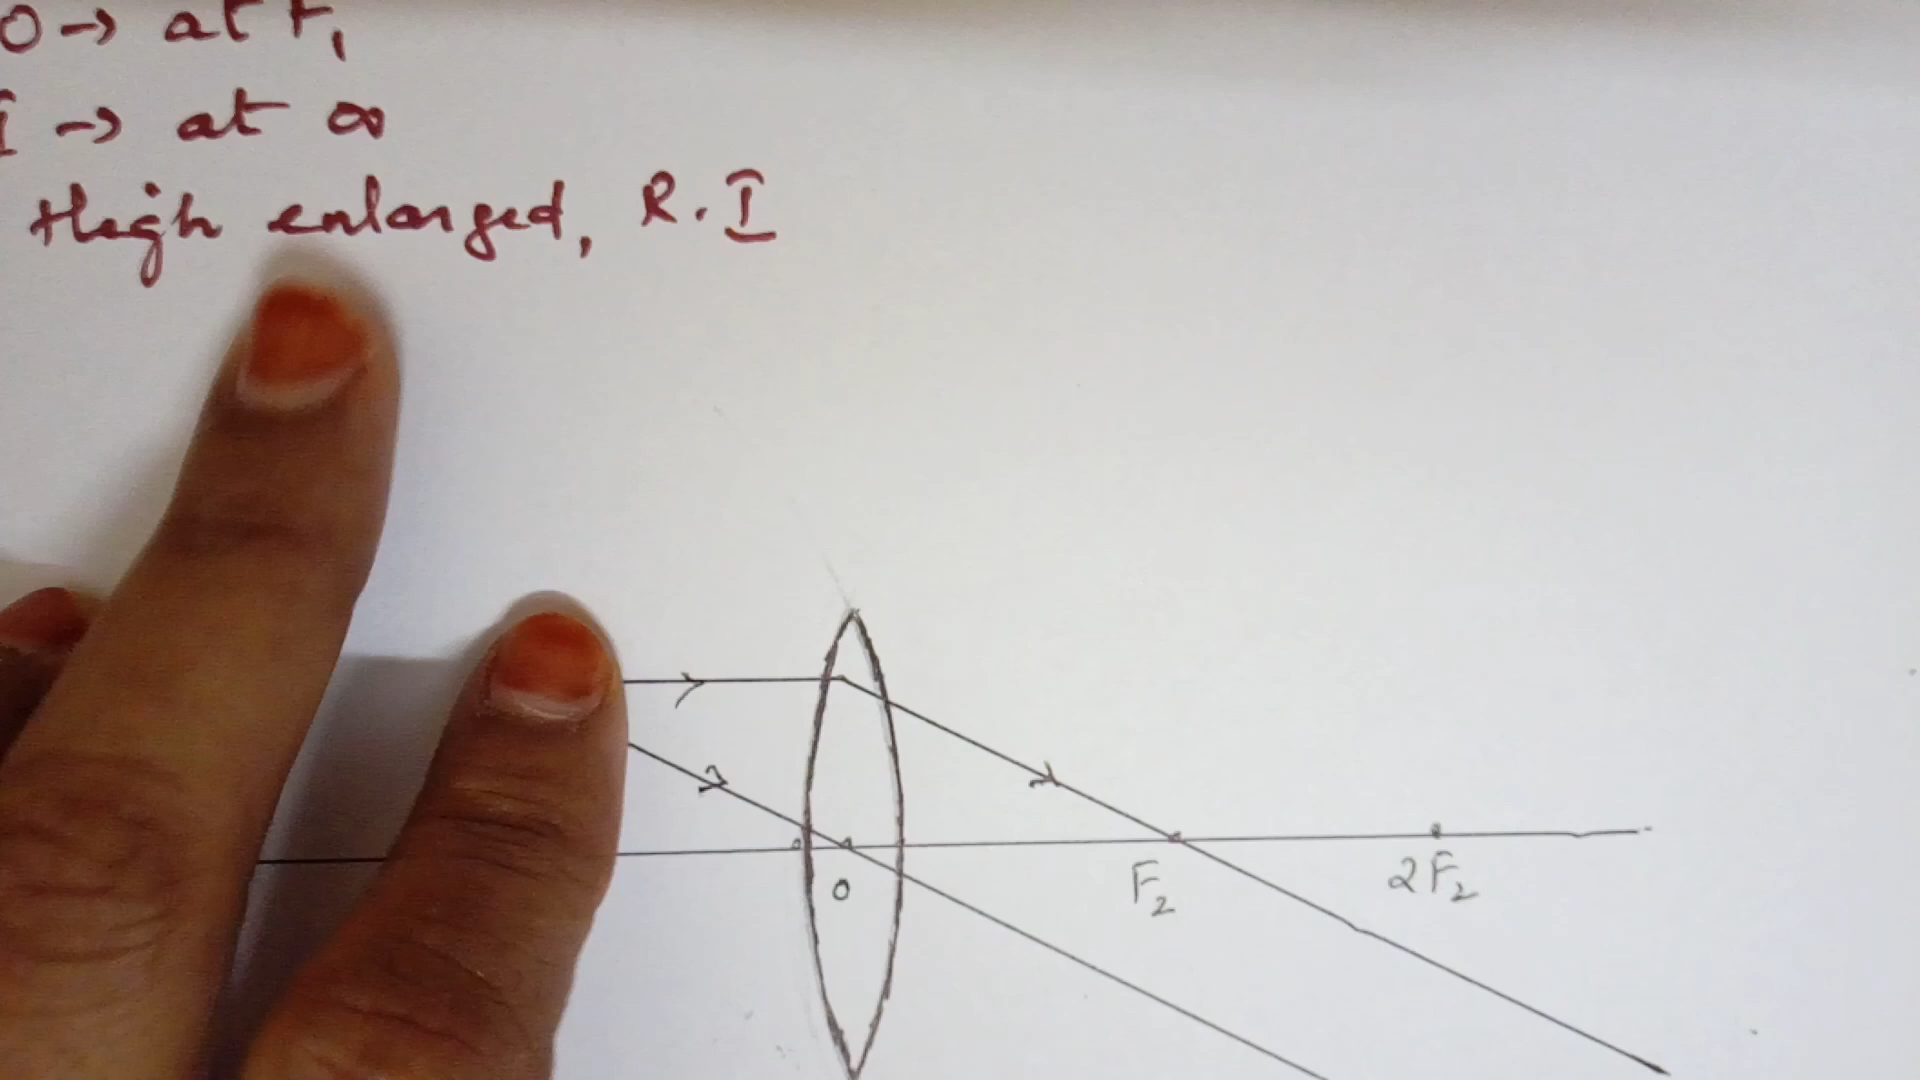 O → at F₁
I → at ∞
High enlarged, R. I
O
F₂
2F₂